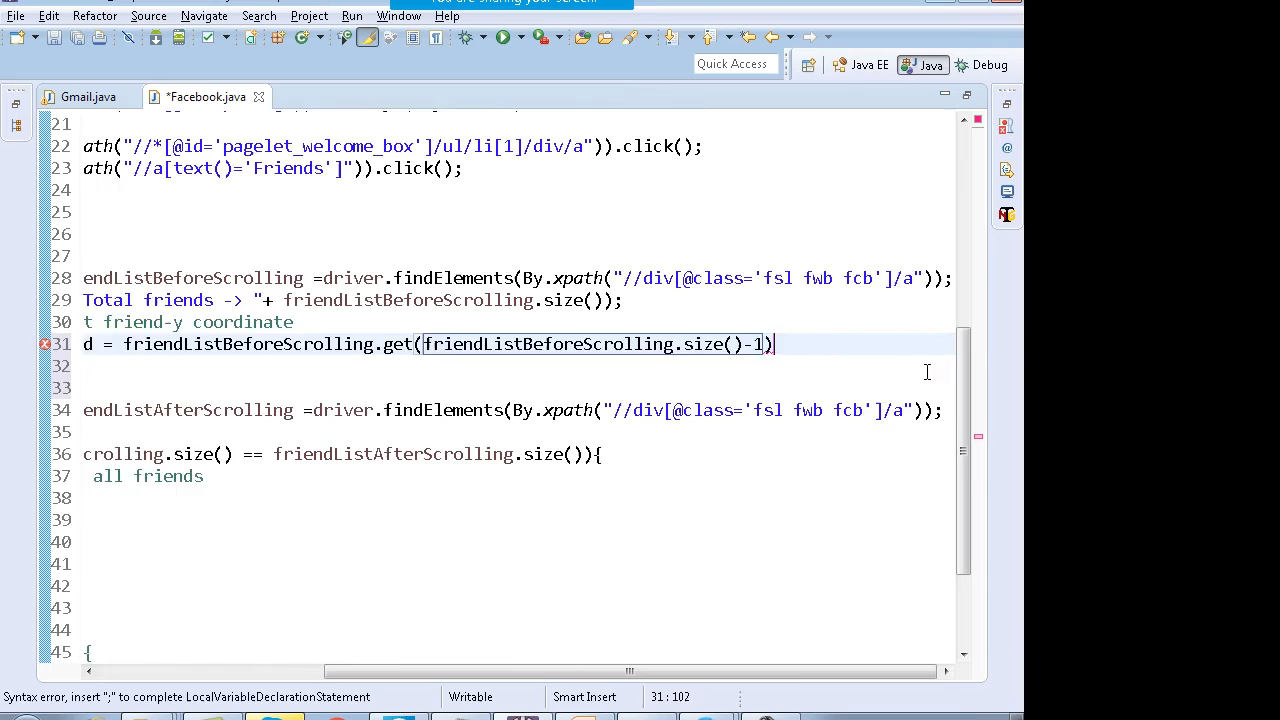 You are sharing your screen.
File Edit Refactor Source Navigate Search Project Run Window Help
Quick Access
Java EE
Java
Debug
Gmail.java
*Facebook.java
21
22 ath("//*[@id='pagelet_welcome_box']/ul/li[1]/div/a")).click();
23 ath("//a[text()='Friends']")).click();
24
25
26
27
28 endListBeforeScrolling =driver.findElements(By.xpath("//div[@class='fsl fwb fcb']/a"));
29 Total friends -> "+ friendListBeforeScrolling.size());
30 t friend-y coordinate
31 d = friendListBeforeScrolling.get(friendListBeforeScrolling.size()-1)
32
33
34 endListAfterScrolling =driver.findElements(By.xpath("//div[@class='fsl fwb fcb']/a"));
35
36 crolling.size() == friendListAfterScrolling.size()){
37 all friends
38
39
40
41
42
43
44
45 {
Syntax error, insert ";" to complete LocalVariableDeclarationStatement
Writable
Smart Insert
31 : 102